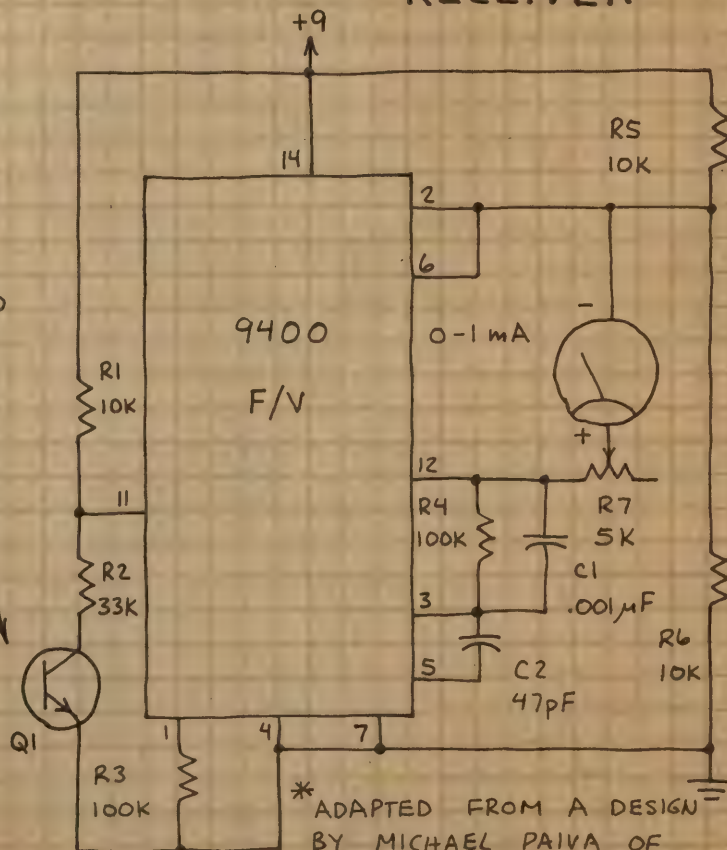 +9
14
R5
10K
2
6
9400
F/V
0-1 mA
-
+
R1
10K
11
12
R4
100K
R7
5K
C1
.001µF
R2
33K
3
5
C2
47pF
R6
10K
Q1
1
4
7
R3
100K
* ADAPTED FROM A DESIGN
BY MICHAEL PAIVA OF